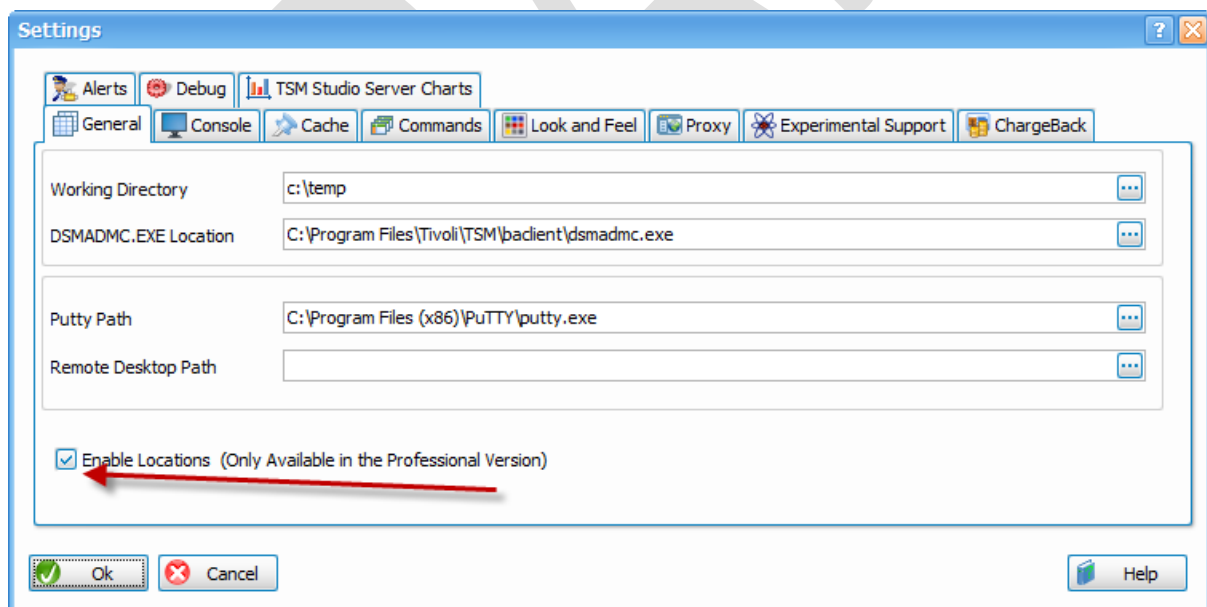 Settings
Alerts Debug TSM Studio Server Charts
General Console Cache Commands Look and Feel Proxy Experimental Support ChargeBack
Working Directory c:\temp
DSMADMC.EXE Location C:\Program Files\Tivoli\TSM\baclient\dsmadmc.exe
Putty Path C:\Program Files (x86)\PuTTY\putty.exe
Remote Desktop Path
Enable Locations (Only Available in the Professional Version)
Ok Cancel Help